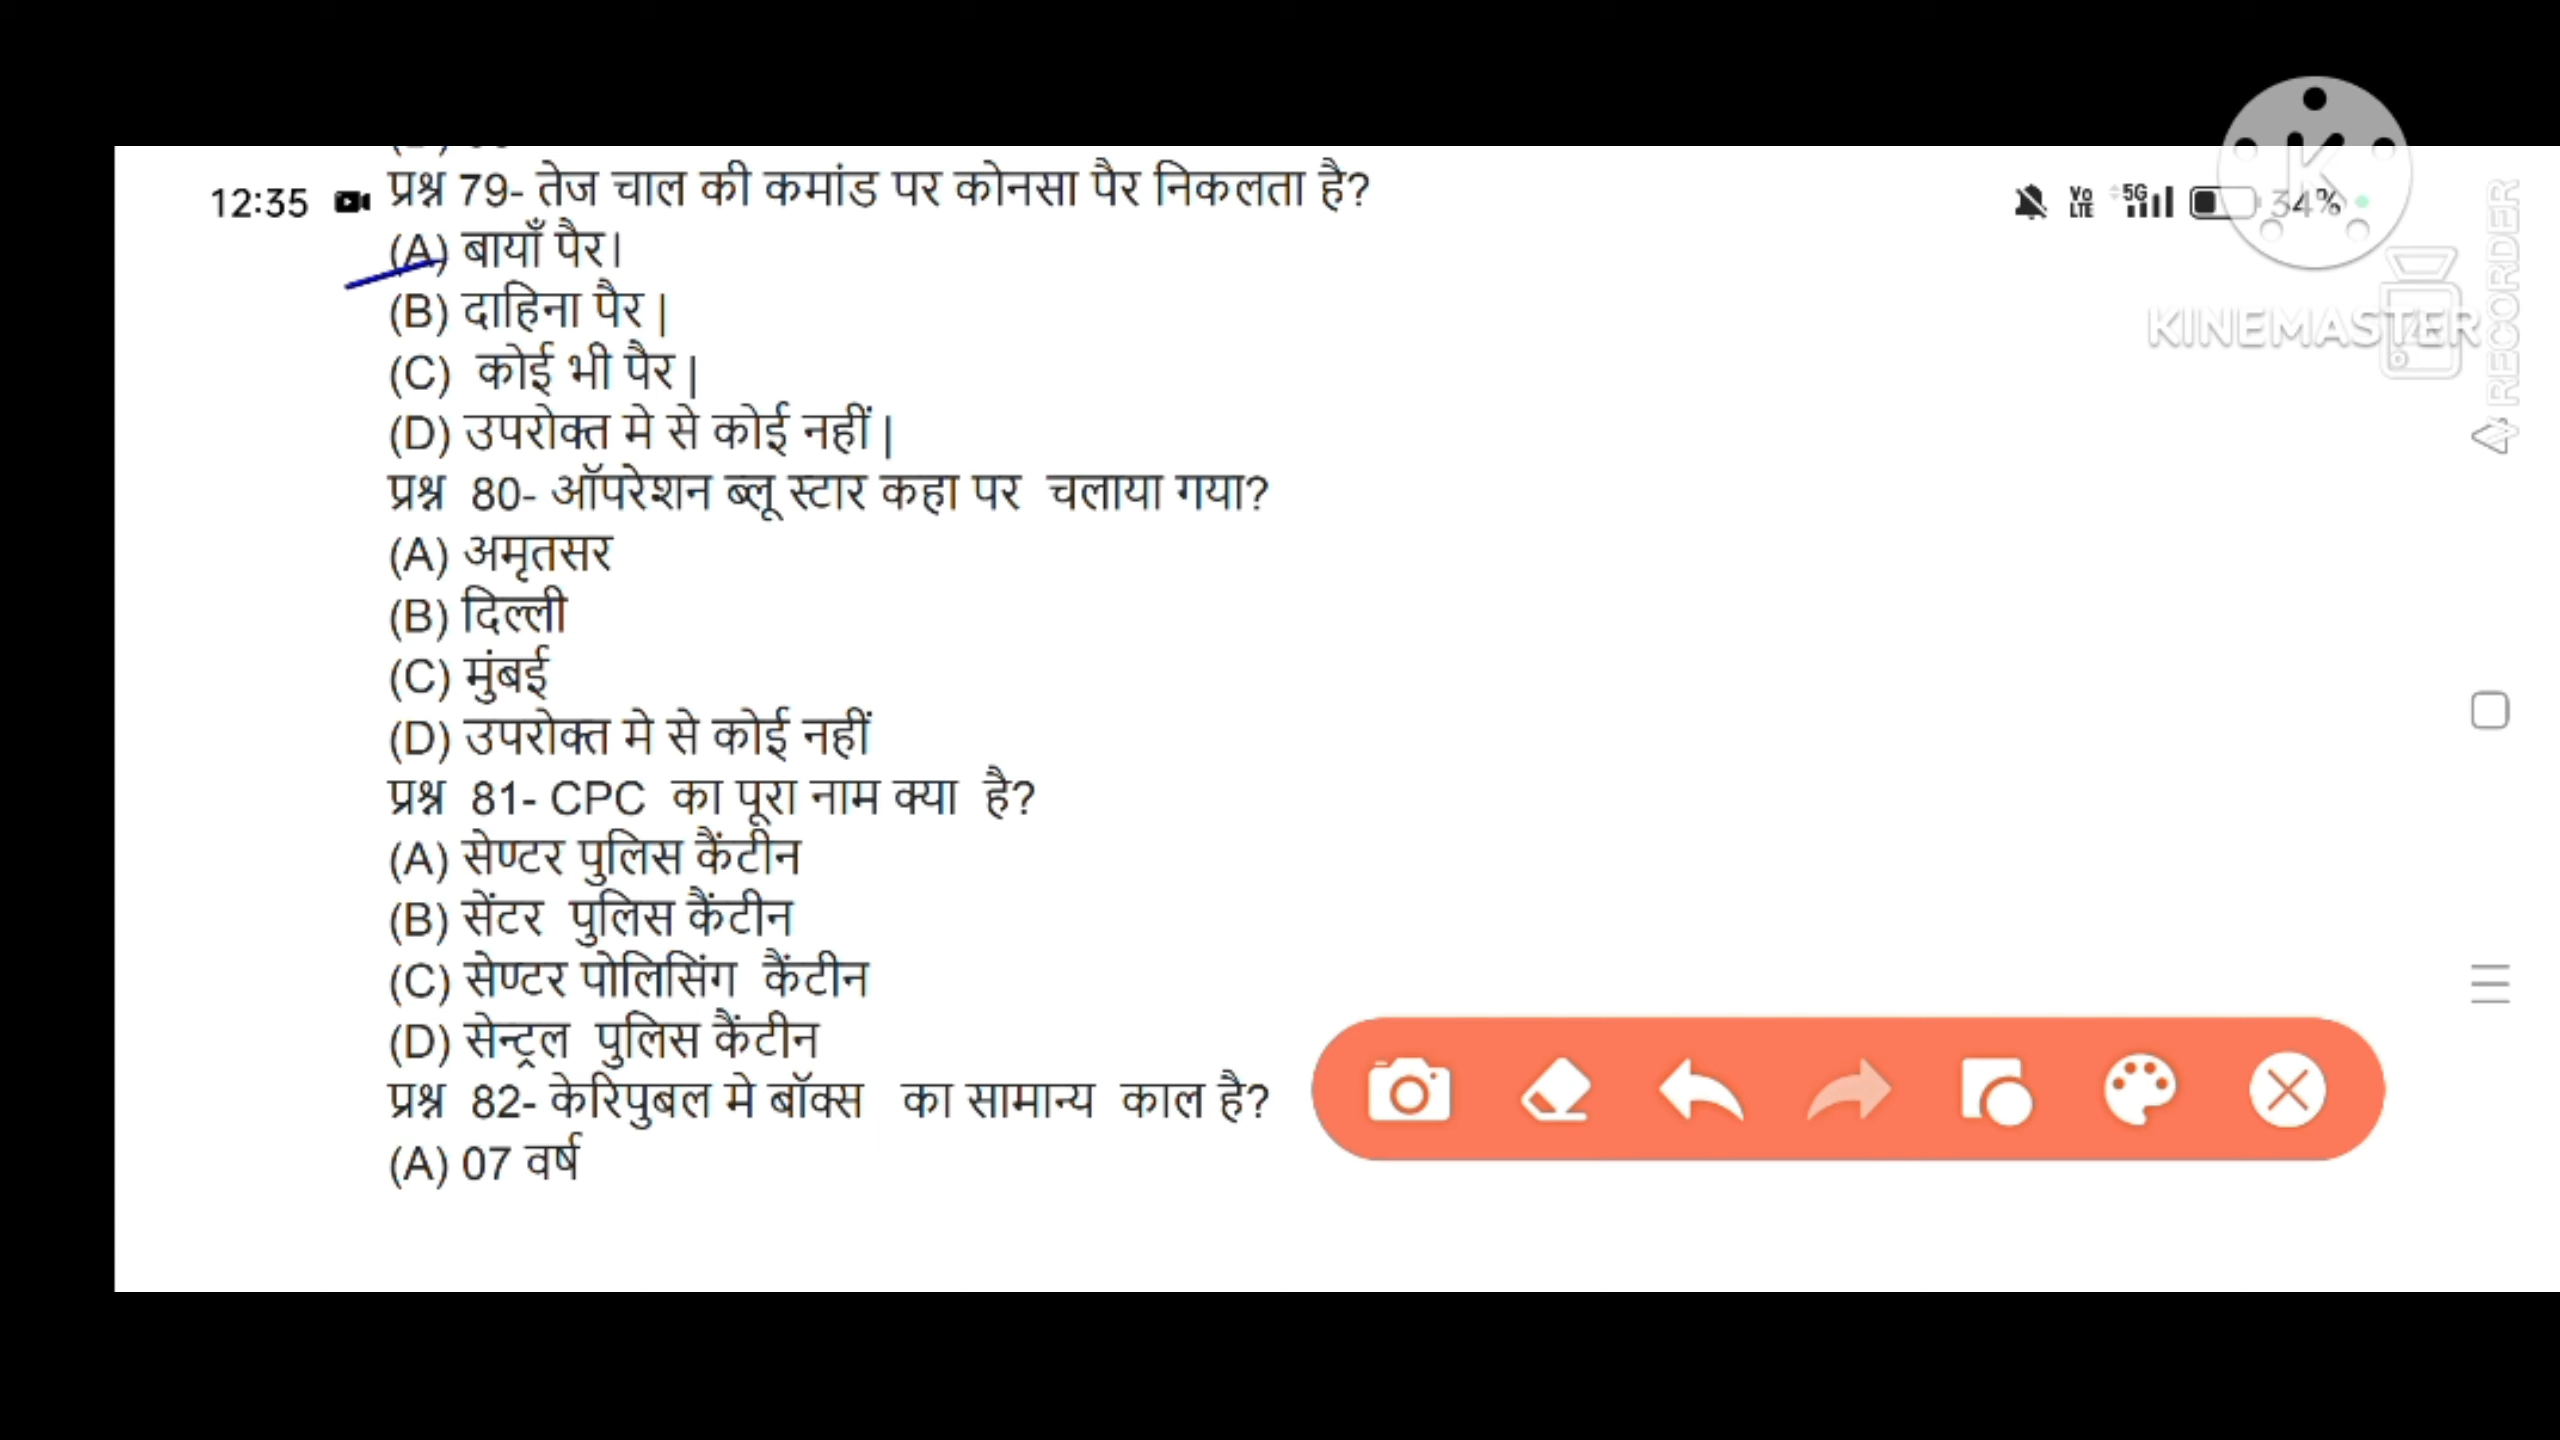 प्रश्न 79- तेज चाल की कमांड पर कोनसा पैर निकलता है?
12:35
VoLTE 5G 34%
(A) बायाँ पैर।
(B) दाहिना पैर |
(C) कोई भी पैर |
(D) उपरोक्त मे से कोई नहीं |
KINEMASTER
RECORDER
प्रश्न 80- ऑपरेशन ब्लू स्टार कहा पर चलाया गया?
(A) अमृतसर
(B) दिल्ली
(C) मुंबई
(D) उपरोक्त मे से कोई नहीं
प्रश्न 81- CPC का पूरा नाम क्या है?
(A) सेण्टर पुलिस कैंटीन
(B) सेंटर पुलिस कैंटीन
(C) सेण्टर पोलिसिंग कैंटीन
(D) सेन्ट्रल पुलिस कैंटीन
प्रश्न 82- केरिपुबल मे बॉक्स का सामान्य काल है?
(A) 07 वर्ष